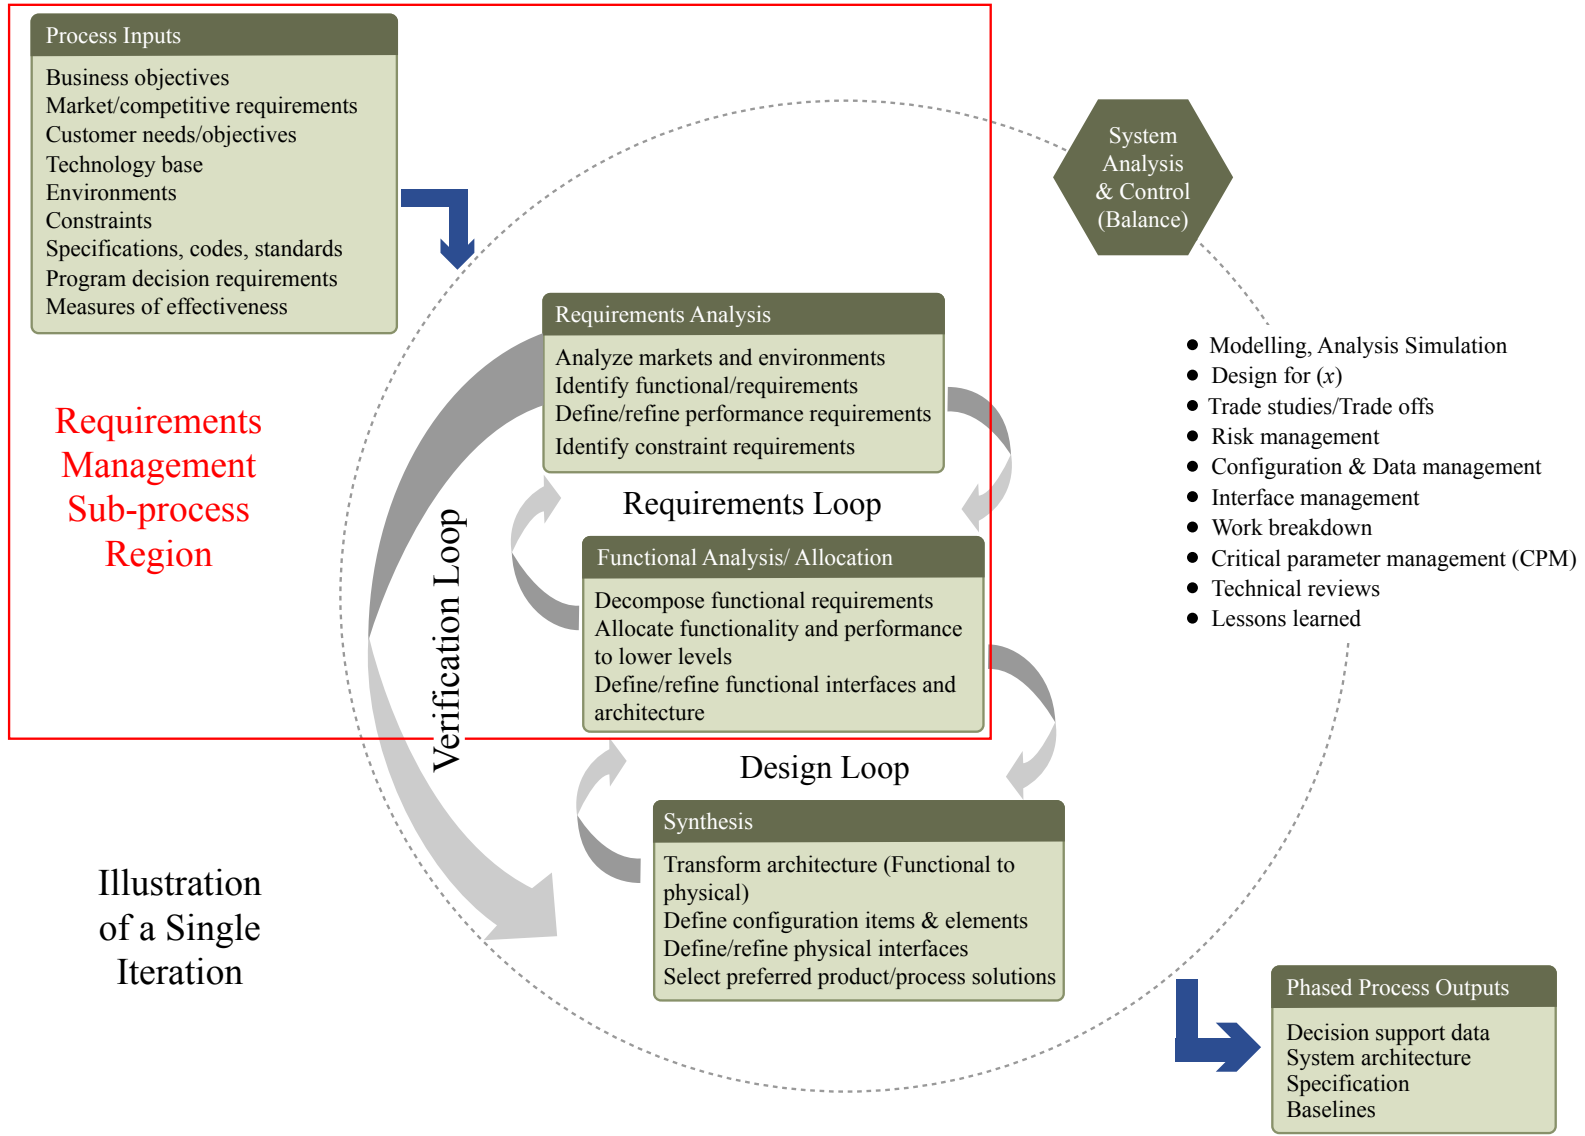 Process Inputs
Business objectives
Market/competitive requirements
Customer needs/objectives
Technology base
Environments
Constraints
Specifications, codes, standards
Program decision requirements
Measures of effectiveness
System
Analysis
& Control
(Balance)
Requirements
Management
Sub-process
Region
Requirements Analysis
Analyze markets and environments
Identify functional/requirements
Define/refine performance requirements
Identify constraint requirements
Requirements Loop
Verification Loop
Functional Analysis/ Allocation
Decompose functional requirements
Allocate functionality and performance
to lower levels
Define/refine functional interfaces and
architecture
Design Loop
Synthesis
Transform architecture (Functional to
physical)
Define configuration items & elements
Define/refine physical interfaces
Select preferred product/process solutions
Modelling, Analysis Simulation
Design for (x)
Trade studies/Trade offs
Risk management
Configuration & Data management
Interface management
Work breakdown
Critical parameter management (CPM)
Technical reviews
Lessons learned
Illustration
of a Single
Iteration
Phased Process Outputs
Decision support data
System architecture
Specification
Baselines